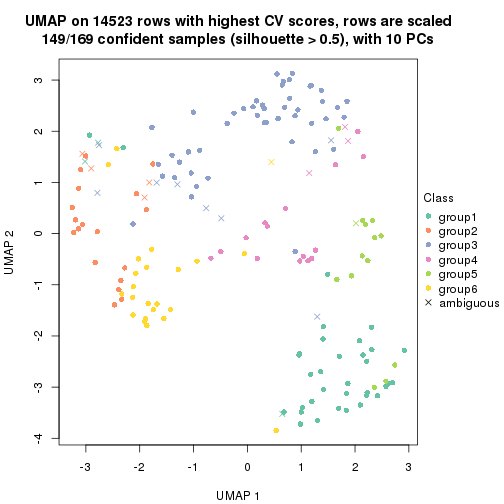 UMAP on 14523 rows with highest CV scores, rows are scaled
149/169 confident samples (silhouette > 0.5), with 10 PCs
3
2
1
0
-1
-2
-3
-4
UMAP 2
-3
-2
-1
0
1
2
3
UMAP 1
Class
group1
group2
group3
group4
group5
group6
ambiguous